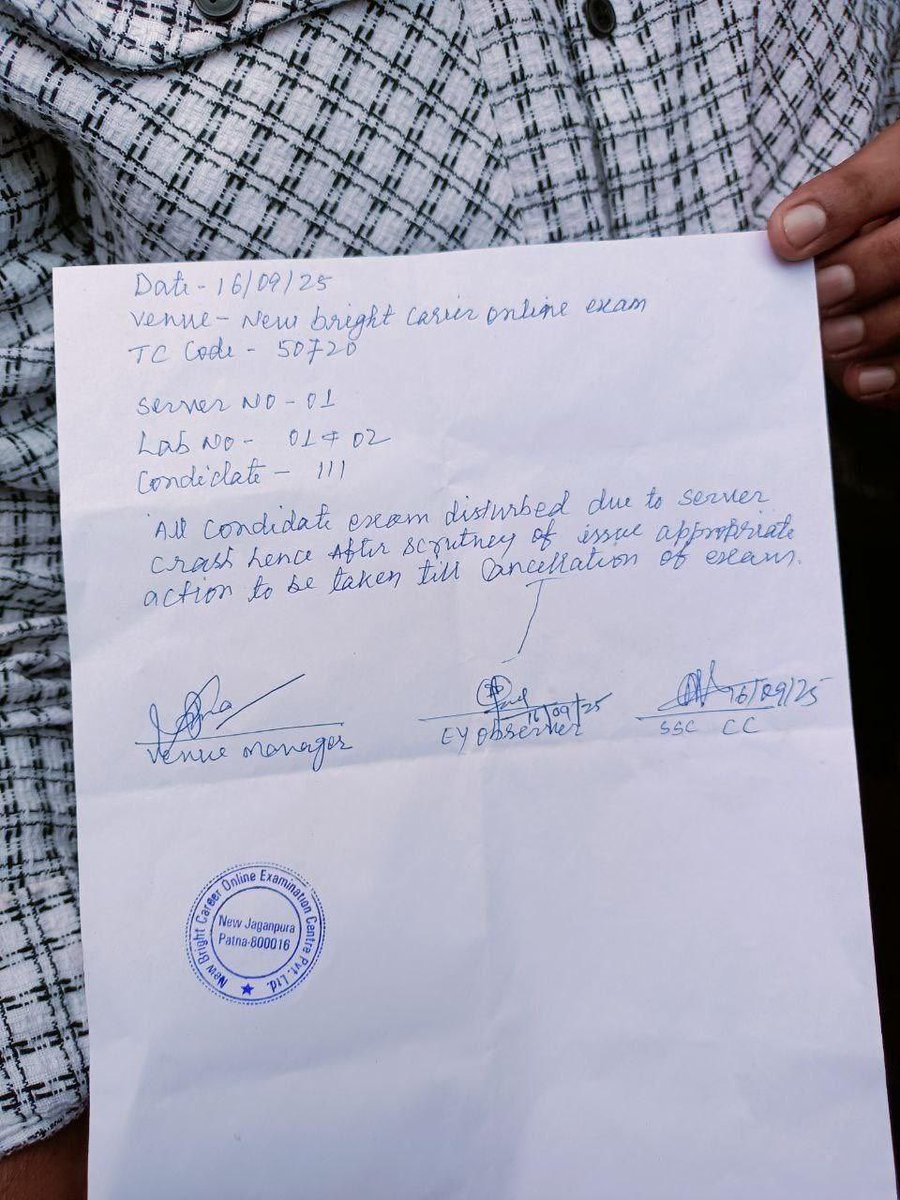 Date - 16/09/25
Venue - New bright Carier online exam
TC Code - 50720
Server NO - 01
Lab No - 01 & 02
Condidate - 111
All Condidate exam disturbed due to server
crash hence After scrutney of issue appropriate
action to be taken till Cancellation of exam.
16/09/25
16/09/25
Venue manager
EY Observer
SSC CC
New Bright Career Online Examination Centre Pvt. Ltd.
New Jaganpura
Patna-800016